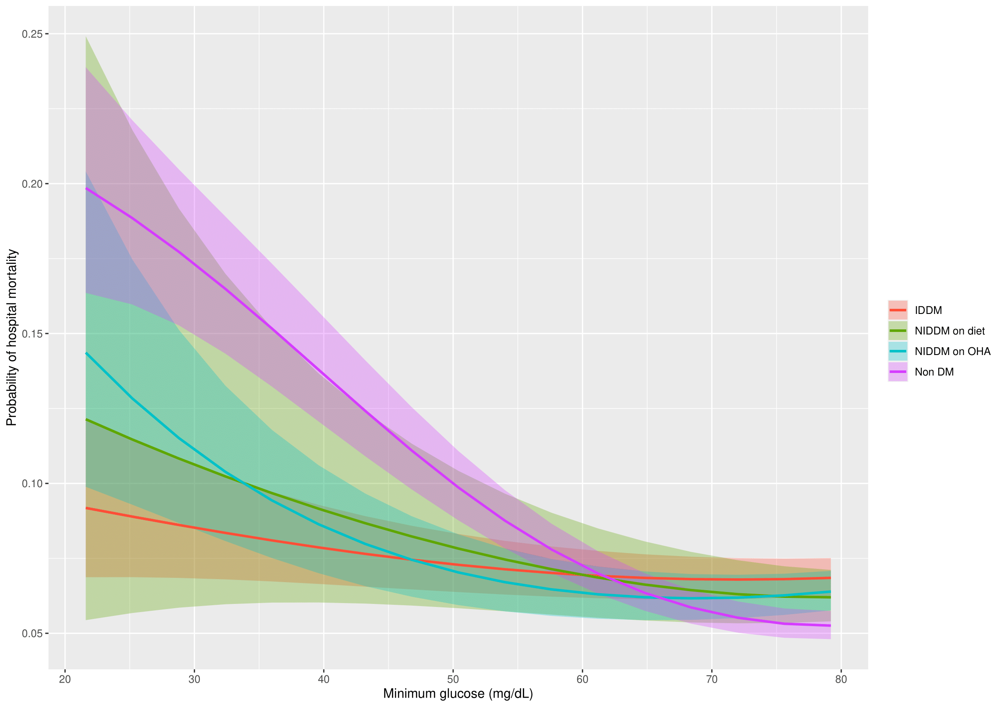 0.25
0.20
0.15
0.10
0.05
Probability of hospital mortality
20 30 40 50 60 70 80
Minimum glucose (mg/dL)
IDDM
NIDDM on diet
NIDDM on OHA
Non DM